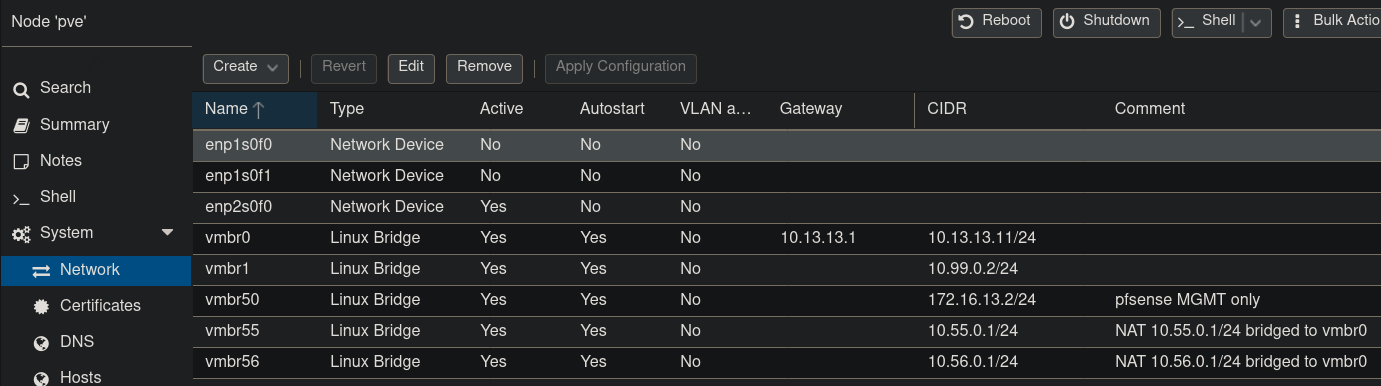 Node 'pve'
Reboot Shutdown Shell Bulk Actio
Create Revert Edit Remove Apply Configuration
Search
Summary
Notes
Shell
System
Network
Certificates
DNS
Hosts
Name Type Active Autostart VLAN a... Gateway CIDR Comment
enp1s0f0 Network Device No No No
enp1s0f1 Network Device No No No
enp2s0f0 Network Device Yes No No
vmbr0 Linux Bridge Yes Yes No 10.13.13.1 10.13.13.11/24
vmbr1 Linux Bridge Yes Yes No 10.99.0.2/24
vmbr50 Linux Bridge Yes Yes No 172.16.13.2/24 pfsense MGMT only
vmbr55 Linux Bridge Yes Yes No 10.55.0.1/24 NAT 10.55.0.1/24 bridged to vmbr0
vmbr56 Linux Bridge Yes Yes No 10.56.0.1/24 NAT 10.56.0.1/24 bridged to vmbr0